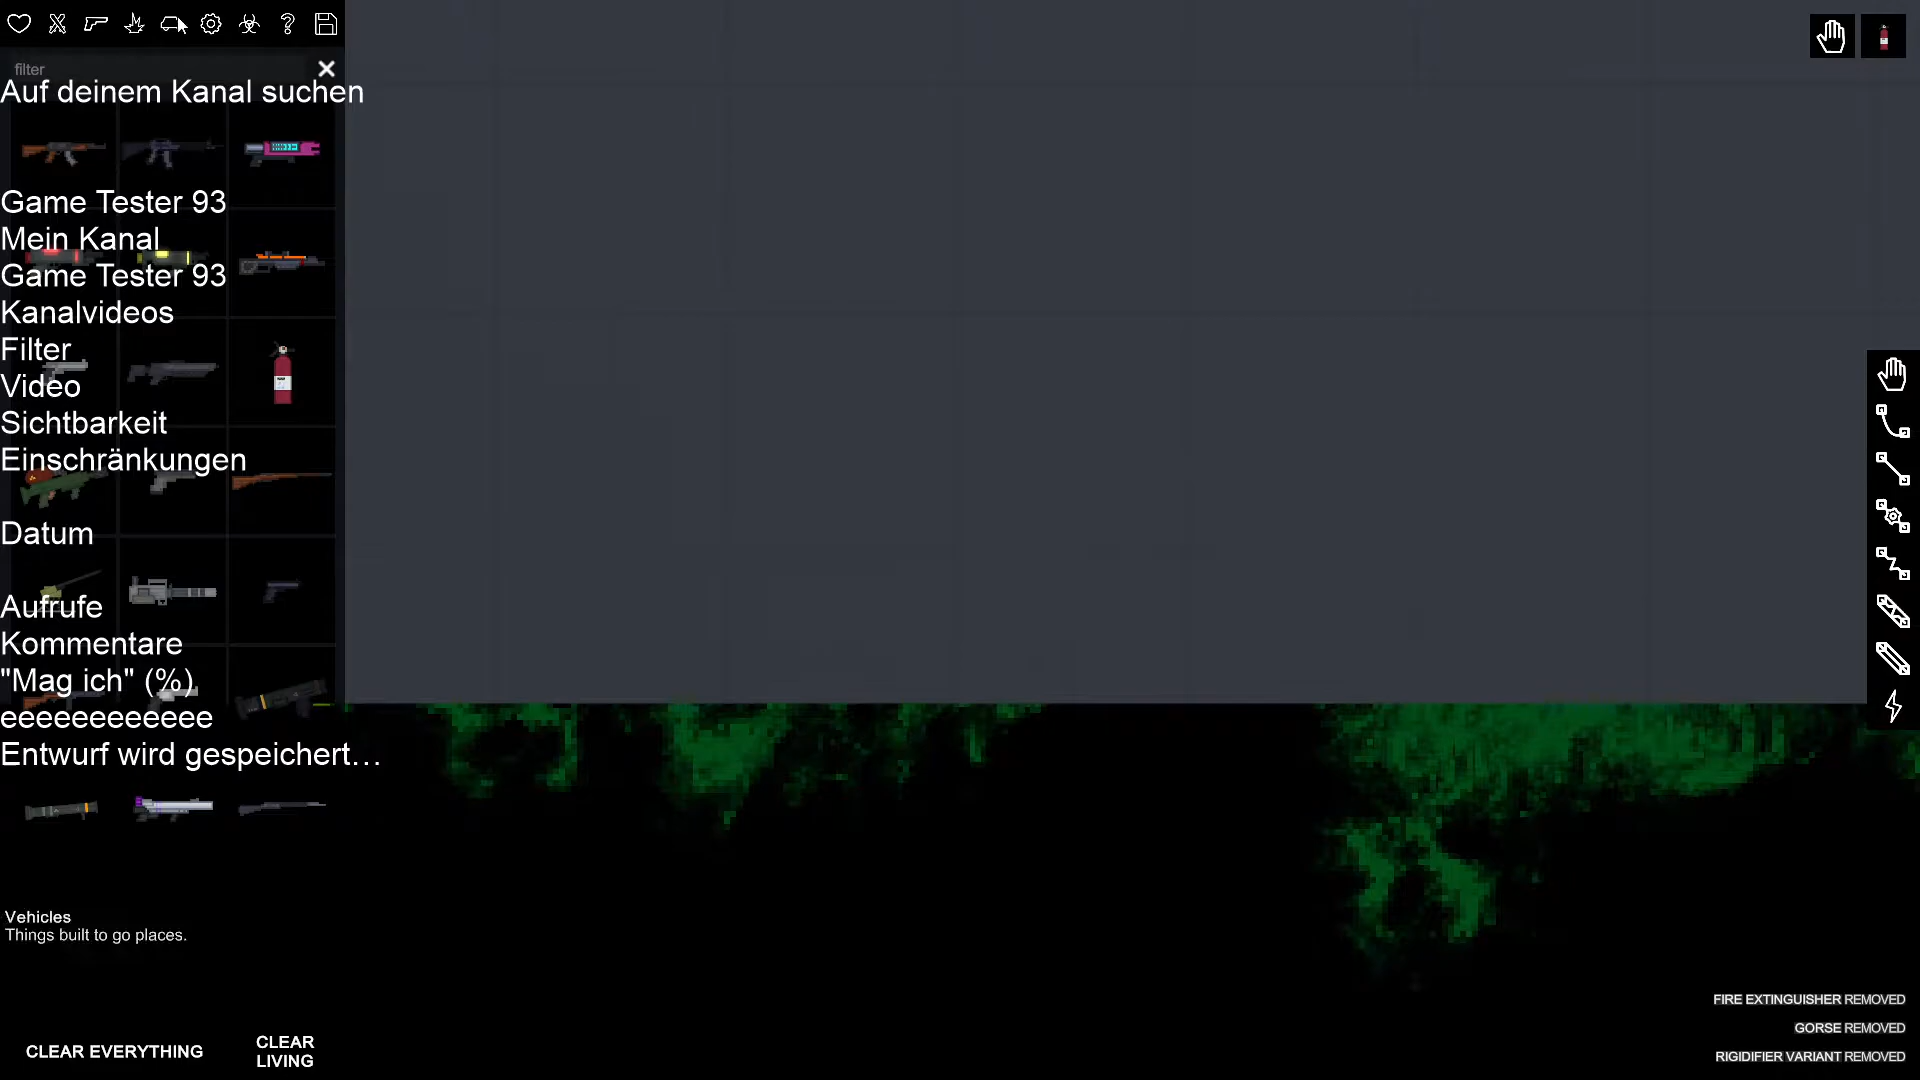 filter
Auf deinem Kanal suchen
Game Tester 93
Mein Kanal
Game Tester 93
Kanalvideos
Filter
Video
Sichtbarkeit
Einschränkungen
Datum
Aufrufe
Kommentare
"Mag ich" (%)
eeeeeeeeeeee
Entwurf wird gespeichert…
Vehicles
Things built to go places.
CLEAR EVERYTHING
CLEAR
LIVING
FIRE EXTINGUISHER REMOVED
GORSE REMOVED
RIGIDIFIER VARIANT REMOVED